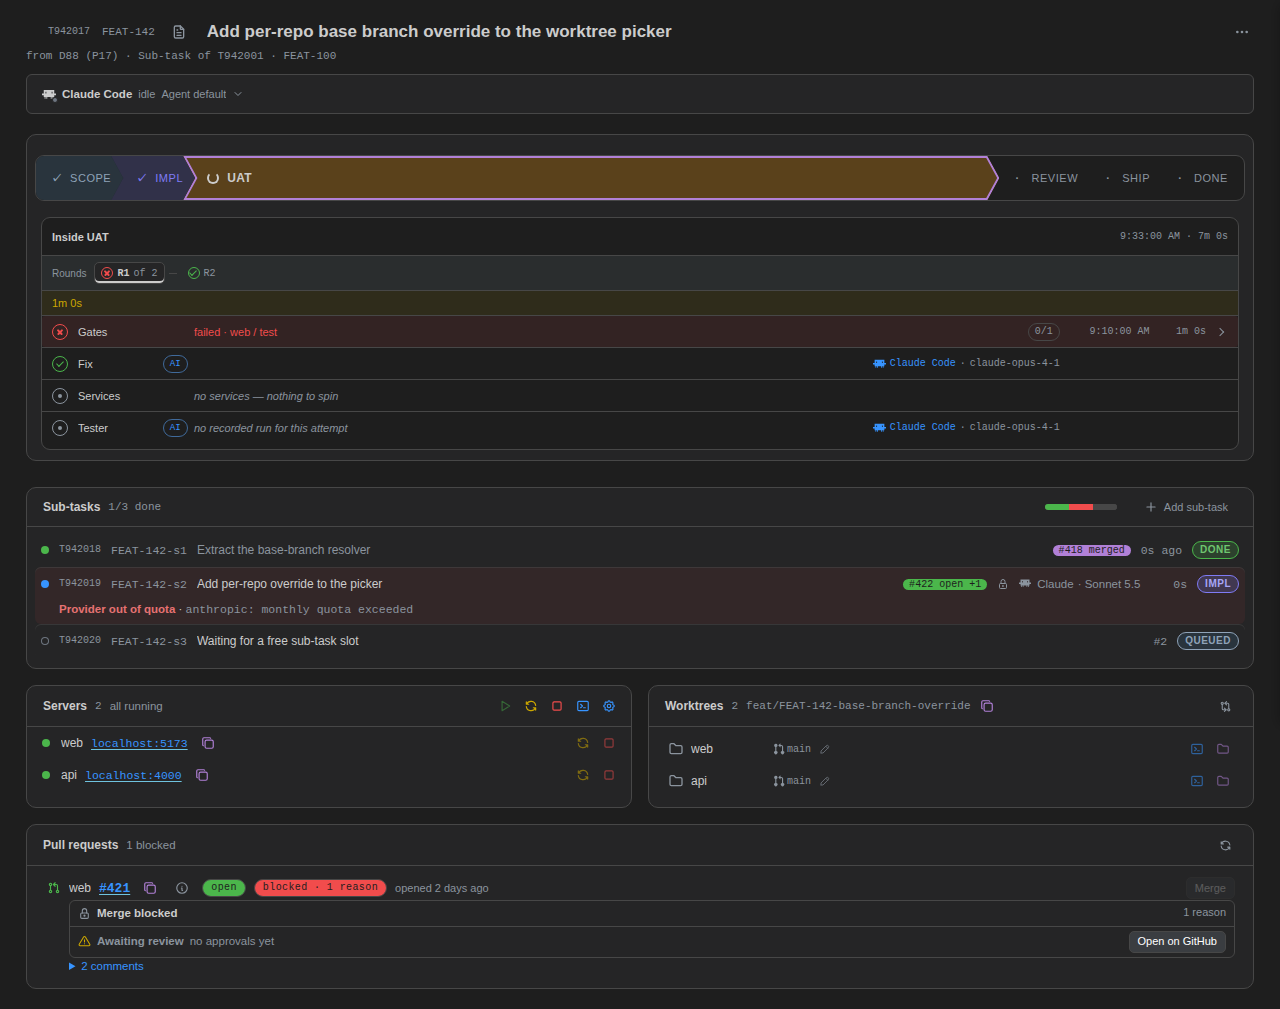 T942017 FEAT-142 Add per-repo base branch override to the worktree picker
from D88 (P17) · Sub-task of T942001 · FEAT-100
Claude Code idle Agent default
SCOPE IMPL UAT REVIEW SHIP DONE
Inside UAT 9:33:00 AM · 7m 0s
Rounds R1 of 2 — R2
1m 0s
Gates failed · web / test 0/1 9:10:00 AM 1m 0s
Fix AI Claude Code · claude-opus-4-1
Services no services — nothing to spin
Tester AI no recorded run for this attempt Claude Code · claude-opus-4-1
Sub-tasks 1/3 done Add sub-task
T942018 FEAT-142-s1 Extract the base-branch resolver #418 merged 0s ago DONE
T942019 FEAT-142-s2 Add per-repo override to the picker #422 open +1 Claude · Sonnet 5.5 0s IMPL
Provider out of quota · anthropic: monthly quota exceeded
T942020 FEAT-142-s3 Waiting for a free sub-task slot #2 QUEUED
Servers 2 all running
web localhost:5173
api localhost:4000
Worktrees 2 feat/FEAT-142-base-branch-override
web main
api main
Pull requests 1 blocked
web #421 open blocked · 1 reason opened 2 days ago Merge
Merge blocked 1 reason
Awaiting review no approvals yet Open on GitHub
2 comments